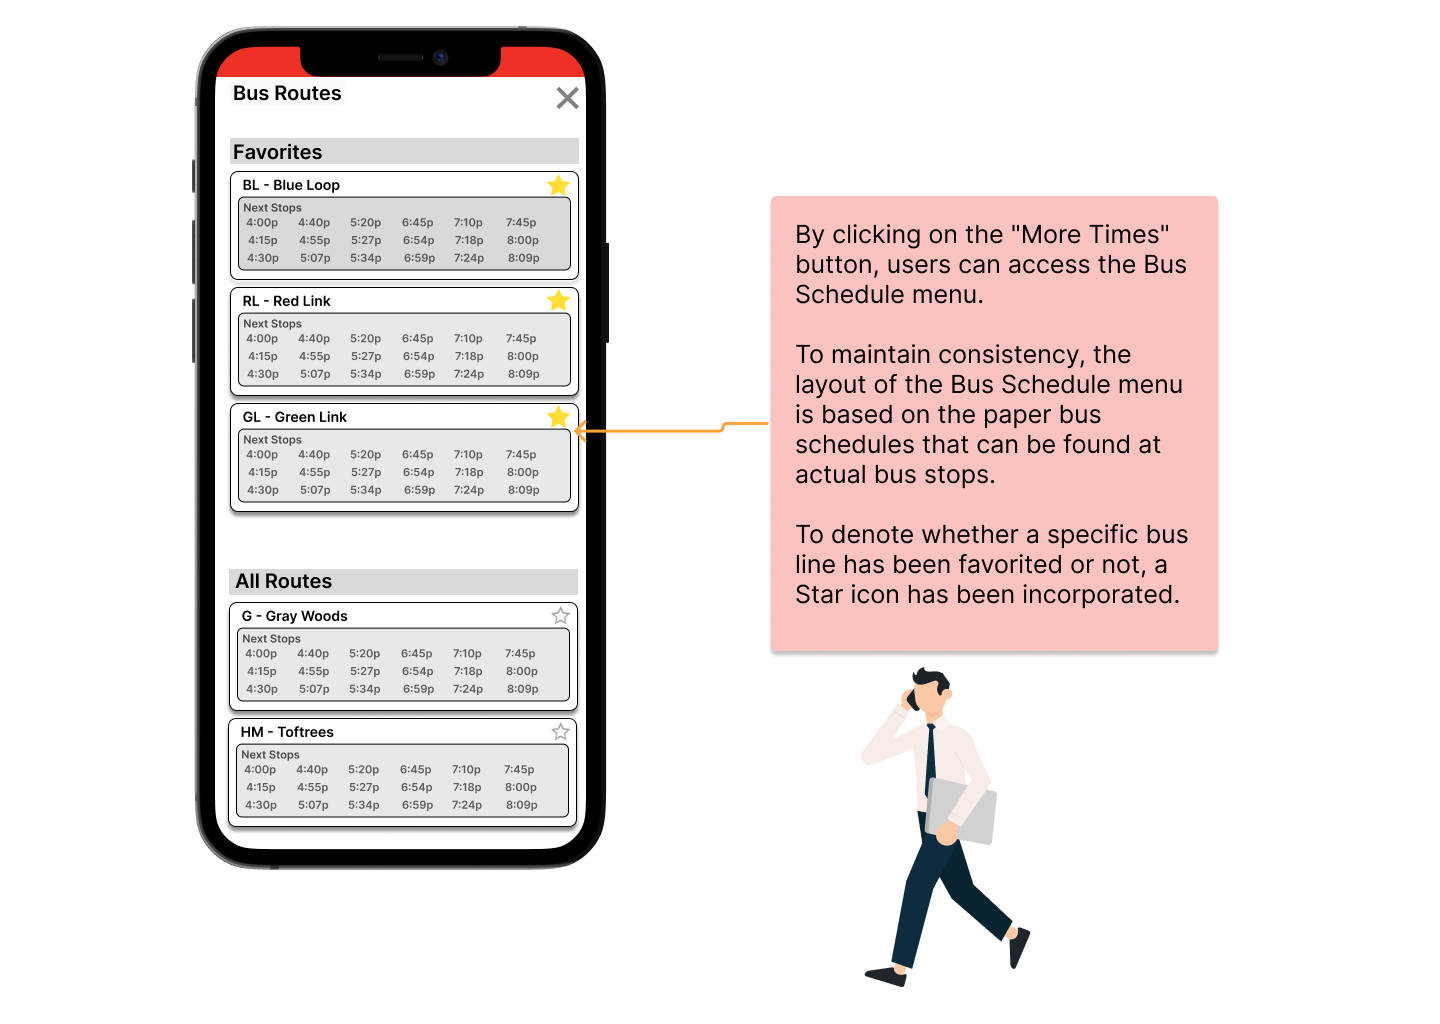 Bus Routes
Favorites
BL - Blue Loop
Next Stops
4:00p 4:40p 5:20p 6:45p 7:10p 7:45p
4:15p 4:55p 5:27p 6:54p 7:18p 8:00p
4:30p 5:07p 5:34p 6:59p 7:24p 8:09p
RL - Red Link
Next Stops
4:00p 4:40p 5:20p 6:45p 7:10p 7:45p
4:15p 4:55p 5:27p 6:54p 7:18p 8:00p
4:30p 5:07p 5:34p 6:59p 7:24p 8:09p
GL - Green Link
Next Stops
4:00p 4:40p 5:20p 6:45p 7:10p 7:45p
4:15p 4:55p 5:27p 6:54p 7:18p 8:00p
4:30p 5:07p 5:34p 6:59p 7:24p 8:09p
All Routes
G - Gray Woods
Next Stops
4:00p 4:40p 5:20p 6:45p 7:10p 7:45p
4:15p 4:55p 5:27p 6:54p 7:18p 8:00p
4:30p 5:07p 5:34p 6:59p 7:24p 8:09p
HM - Toftrees
Next Stops
4:00p 4:40p 5:20p 6:45p 7:10p 7:45p
4:15p 4:55p 5:27p 6:54p 7:18p 8:00p
4:30p 5:07p 5:34p 6:59p 7:24p 8:09p
By clicking on the "More Times"
button, users can access the Bus
Schedule menu.
To maintain consistency, the
layout of the Bus Schedule menu
is based on the paper bus
schedules that can be found at
actual bus stops.
To denote whether a specific bus
line has been favorited or not, a
Star icon has been incorporated.